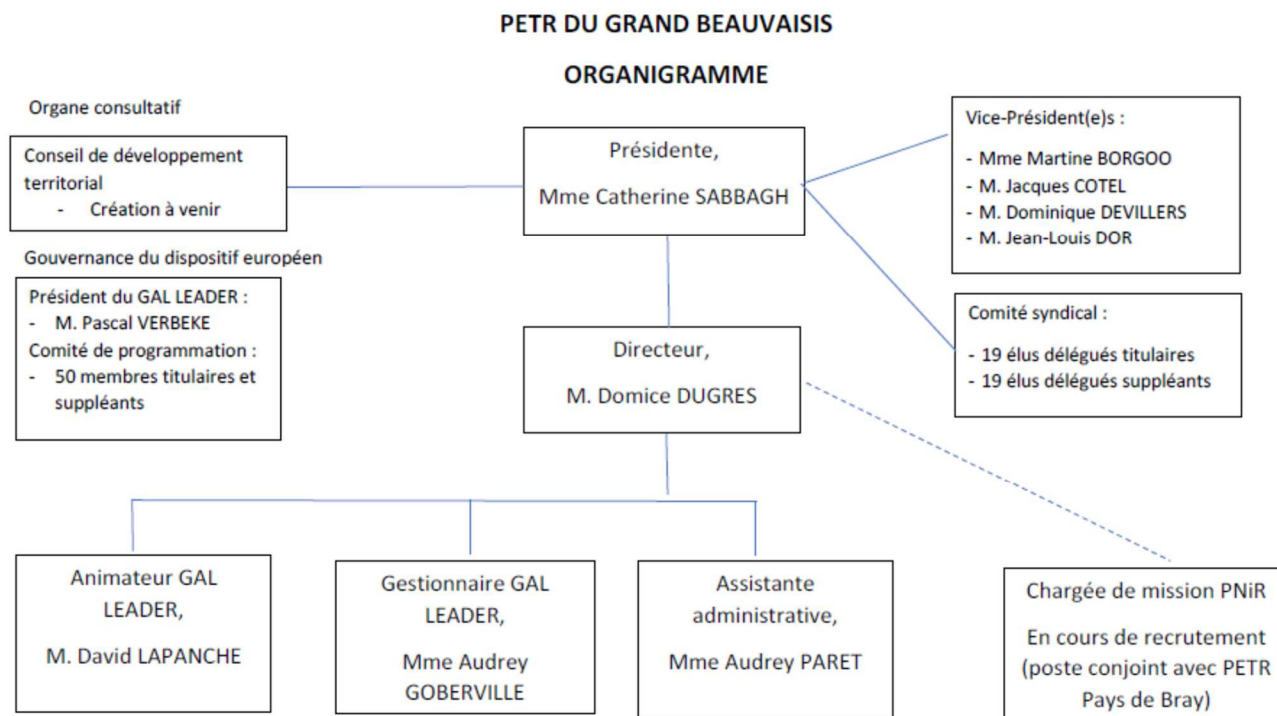 PETR DU GRAND BEAUVAISIS
ORGANIGRAMME
Organe consultatif
Conseil de développement
territorial
- Création à venir
Gouvernance du dispositif européen
Président du GAL LEADER :
- M. Pascal VERBEKE
Comité de programmation :
- 50 membres titulaires et
suppléants
Présidente,
Mme Catherine SABBAGH
Vice-Président(e)s :
- Mme Martine BORGOO
- M. Jacques COTEL
- M. Dominique DEVILLERS
- M. Jean-Louis DOR
Comité syndical :
- 19 élus délégués titulaires
- 19 élus délégués suppléants
Directeur,
M. Domice DUGRES
Animateur GAL
LEADER,
M. David LAPANCHE
Gestionnaire GAL
LEADER,
Mme Audrey
GOBERVILLE
Assistante
administrative,
Mme Audrey PARET
Chargée de mission PNiR
En cours de recrutement
(poste conjoint avec PETR
Pays de Bray)